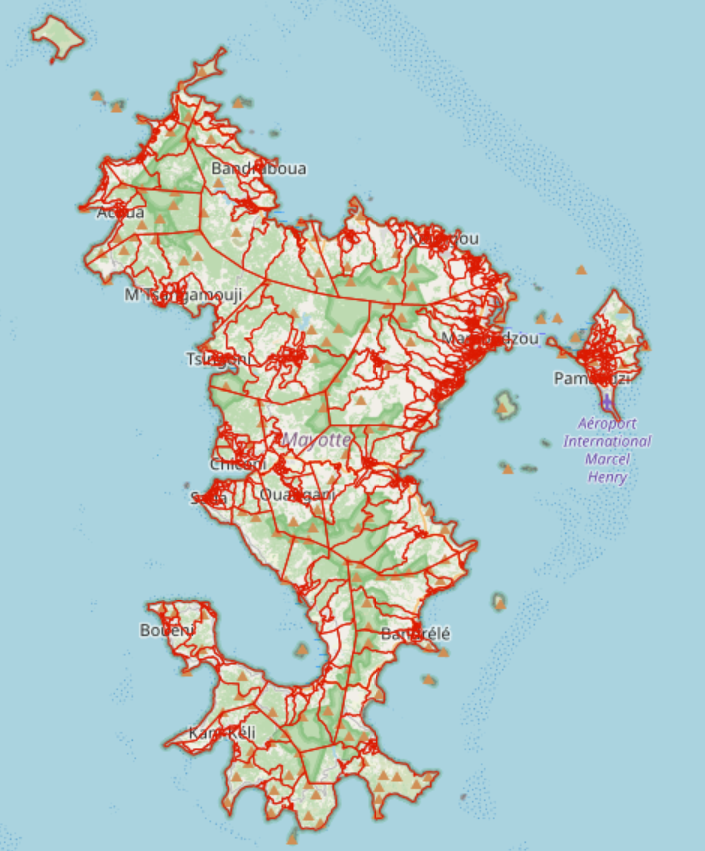 Bandraboua
Acoua
Koungou
M'Tsangamouji
Mamoudzou
Tsingoni
Pamandzi
Aéroport
International
Marcel
Henry
Mayotte
Chiconi
Ouangani
Sada
Bouéni
Bandrélé
Kani-Kéli